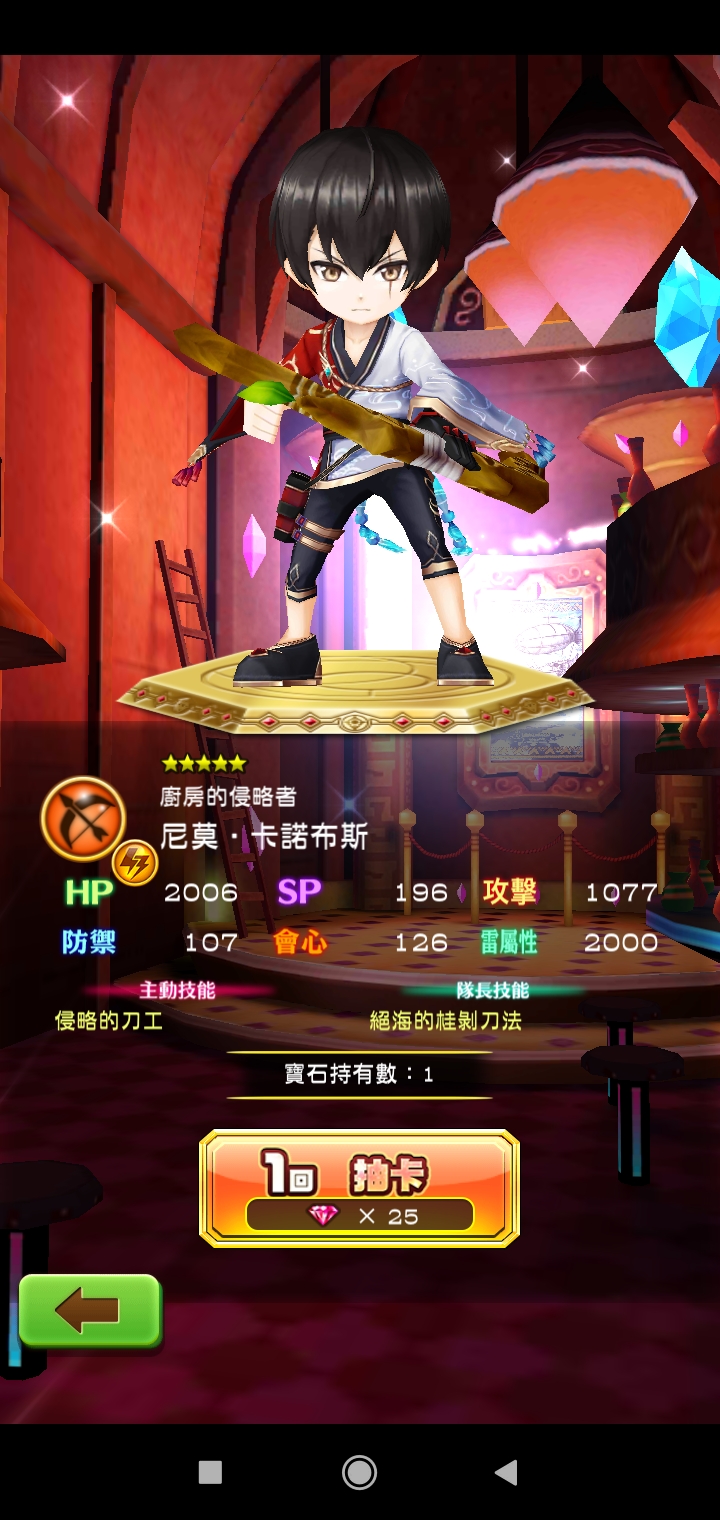 廚房的侵略者
尼莫・卡諾布斯
HP 2006 SP 196 攻擊 1077
防禦 107 會心 126 雷屬性 2000
主動技能 隊長技能
侵略的刀工 絕海的桂剝刀法
寶石持有數：1
1回 抽卡
× 25